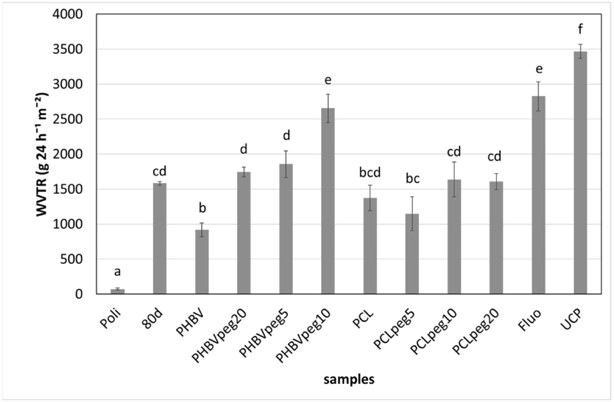 4000
3500
3000
2500
2000
1500
1000
500
0
WVTR (g 24 h⁻¹ m⁻²)
a
cd
b
d
d
e
bcd
bc
cd
cd
e
f
Poli
80d
PHBV
PHBVpeg20
PHBVpeg5
PHBVpeg10
PCL
PCLpeg5
PCLpeg10
PCLpeg20
Fluo
UCP
samples